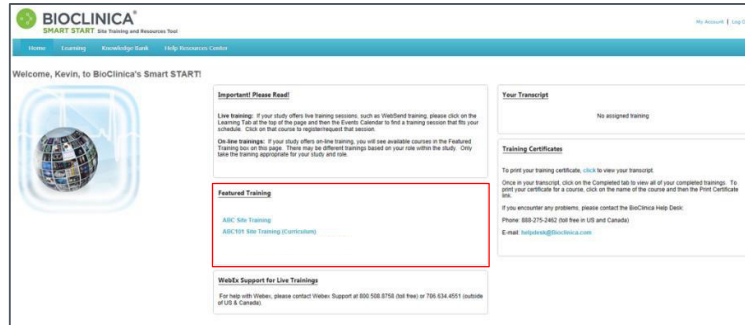 BIOCLINICA®
SMART START Site Training and Resources Tool
My Account | Log O
Home Learning Knowledge Bank Help Resources Center
Welcome, Kevin, to BioClinica's Smart START!
Important! Please Read!
Live training: If your study offers live training sessions, such as WebSend training, please click on the
Learning Tab at the top of the page and then the Events Calendar to find a training session that fits your
schedule. Click on that course to register/request that session.
On-line trainings: If your study offers on-line training, you will see available courses in the Featured
Training box on this page. There may be different trainings based on your role within the study. Only
take the training appropriate for your study and role.
Featured Training
ABC Site Training
ABC101 Site Training (Curriculum)
WebEx Support for Live Trainings
For help with Webex, please contact Webex Support at 800.508.8758 (toll free) or 706.634.4551 (outside
of US & Canada).
Your Transcript
No assigned training
Training Certificates
To print your training certificate, click to view your transcript.
Once in your transcript, click on the Completed tab to view all of your completed trainings. To
print your certificate for a course, click on the name of the course and then the Print Certificate
link.
If you encounter any problems, please contact the BioClinica Help Desk:
Phone: 888-275-2462 (toll free in US and Canada)
E-mail: helpdesk@Bioclinica.com